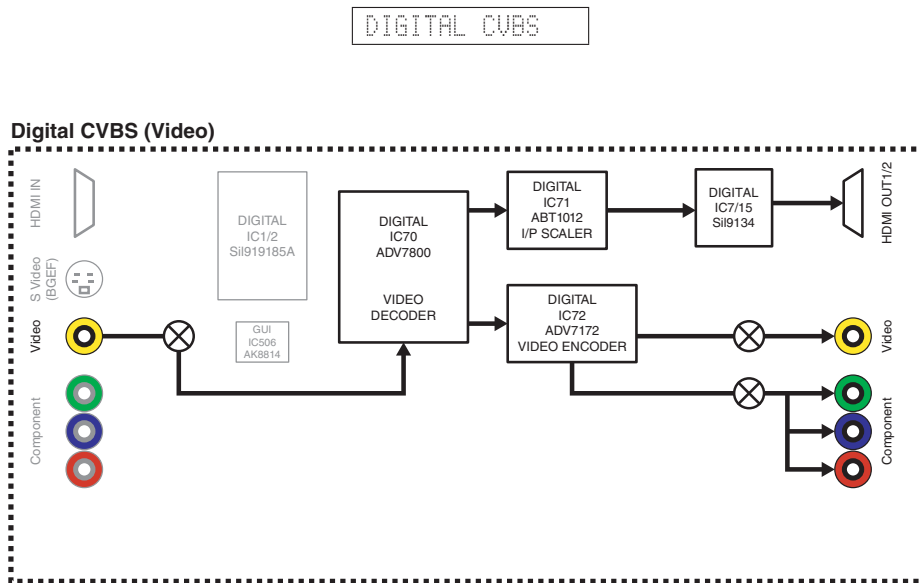 DIGITAL CVBS
Digital CVBS (Video)
HDMI IN
S Video
(BGEF)
Video
Component
DIGITAL
IC1/2
Sil919185A
GUI
IC506
AK8814
DIGITAL
IC70
ADV7800
VIDEO
DECODER
DIGITAL
IC71
ABT1012
I/P SCALER
DIGITAL
IC72
ADV7172
VIDEO ENCODER
DIGITAL
IC7/15
Sil9134
HDMI OUT1/2
Video
Component